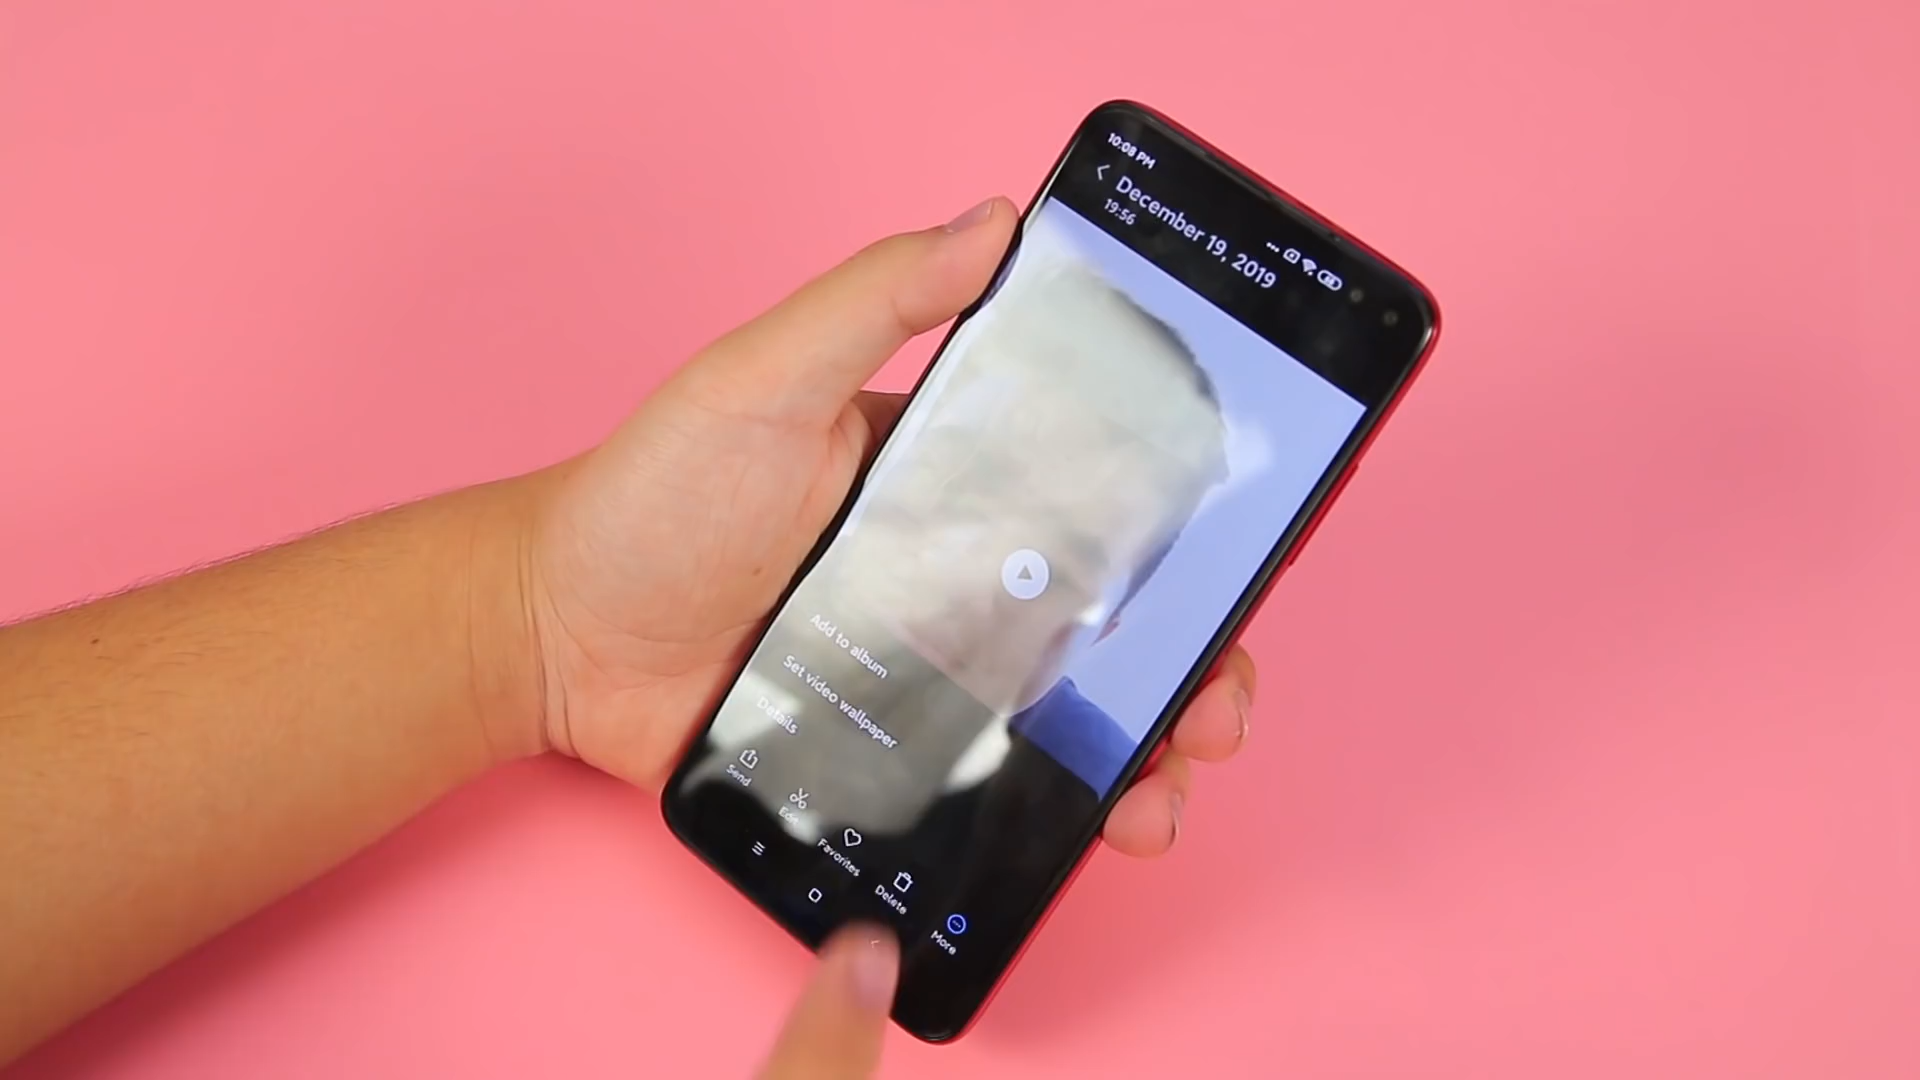 10:08 PM
December 19, 2019
19:56
Add to album
Set video wallpaper
Details
Send
Edit
Favorites
Delete
More